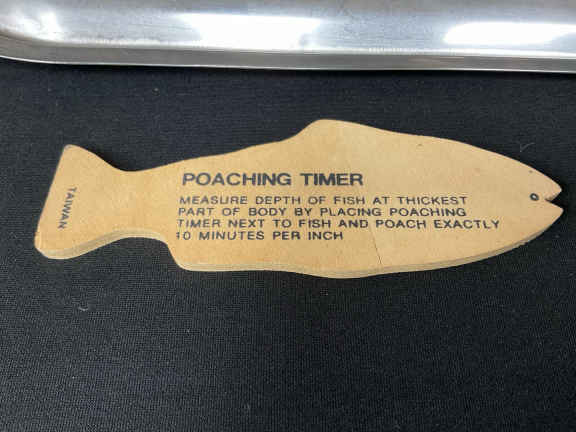 POACHING TIMER
MEASURE DEPTH OF FISH AT THICKEST
PART OF BODY BY PLACING POACHING
TIMER NEXT TO FISH AND POACH EXACTLY
10 MINUTES PER INCH
TAIWAN